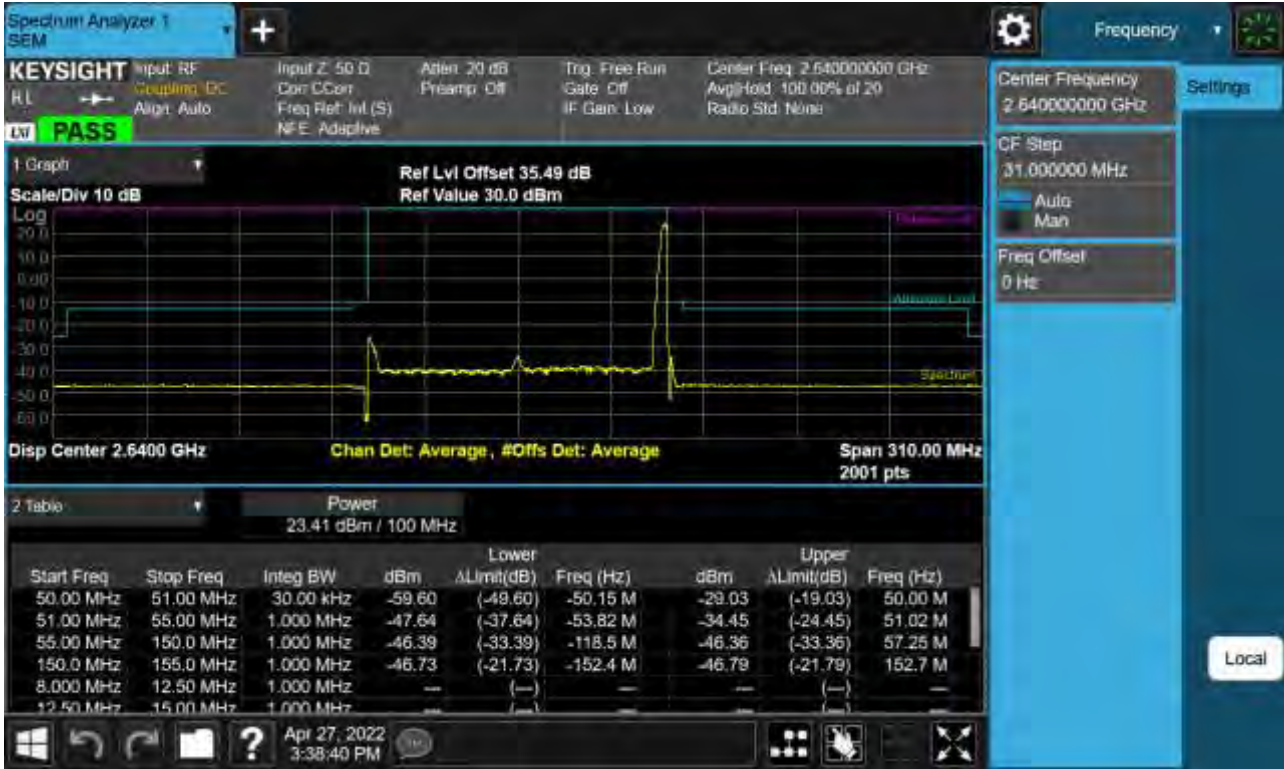 Spectrum Analyzer 1
SEM
+
Frequency
KEYSIGHT Input: RF Input Z: 50 Ω Atten: 20 dB Trig: Free Run Center Freq: 2.640000000 GHz
RL Coupling: DC Corr CCorr Preamp: Off Gate: Off Avg|Hold: 100.00% of 20
Align: Auto Freq Ref: Int (S) IF Gain: Low Radio Std: None
NFE: Adaptive
PASS
Center Frequency
2.640000000 GHz
Settings
CF Step
31.000000 MHz
Auto
Man
Freq Offset
0 Hz
1 Graph
Scale/Div 10 dB
Ref Lvl Offset 35.49 dB
Ref Value 30.0 dBm
Log
20.0
10.0
0.00
-10.0
Absolute Limit
-20.0
-30.0
-40.0
Spectrum
-50.0
-60.0
Disp Center 2.6400 GHz Chan Det: Average, #Offs Det: Average Span 310.00 MHz
2001 pts
2 Table
Power
23.41 dBm / 100 MHz
Lower Upper
Start Freq Stop Freq Integ BW dBm ΔLimit(dB) Freq (Hz) dBm ΔLimit(dB) Freq (Hz)
50.00 MHz 51.00 MHz 30.00 kHz -59.60 (-49.60) -50.15 M -29.03 (-19.03) 50.00 M
51.00 MHz 55.00 MHz 1.000 MHz -47.64 (-37.64) -53.82 M -34.45 (-24.45) 51.02 M
55.00 MHz 150.0 MHz 1.000 MHz -46.39 (-33.39) -118.5 M -46.36 (-33.36) 57.25 M
150.0 MHz 155.0 MHz 1.000 MHz -46.73 (-21.73) -152.4 M -46.79 (-21.79) 152.7 M
8.000 MHz 12.50 MHz 1.000 MHz --- (---) --- --- (---) ---
12.50 MHz 15.00 MHz 1.000 MHz --- (---) --- --- (---) ---
Local
? Apr 27, 2022
3:38:40 PM